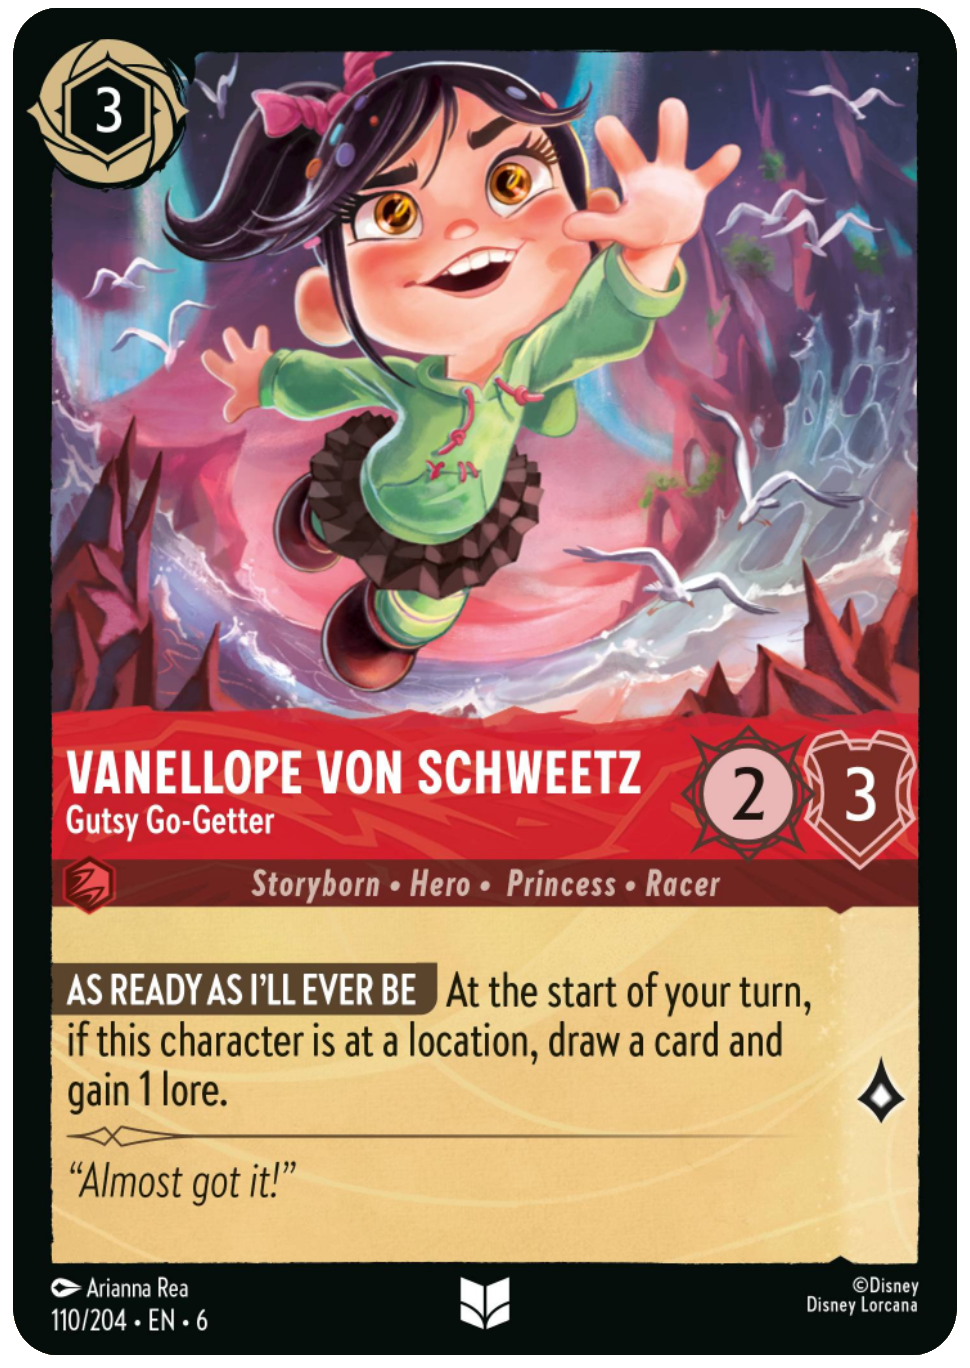 3
VANELLOPE VON SCHWEETZ
Gutsy Go-Getter
2
3
Storyborn • Hero • Princess • Racer
AS READY AS I'LL EVER BE At the start of your turn,
if this character is at a location, draw a card and
gain 1 lore.
“Almost got it!”
Arianna Rea
110/204 • EN • 6
©Disney
Disney Lorcana